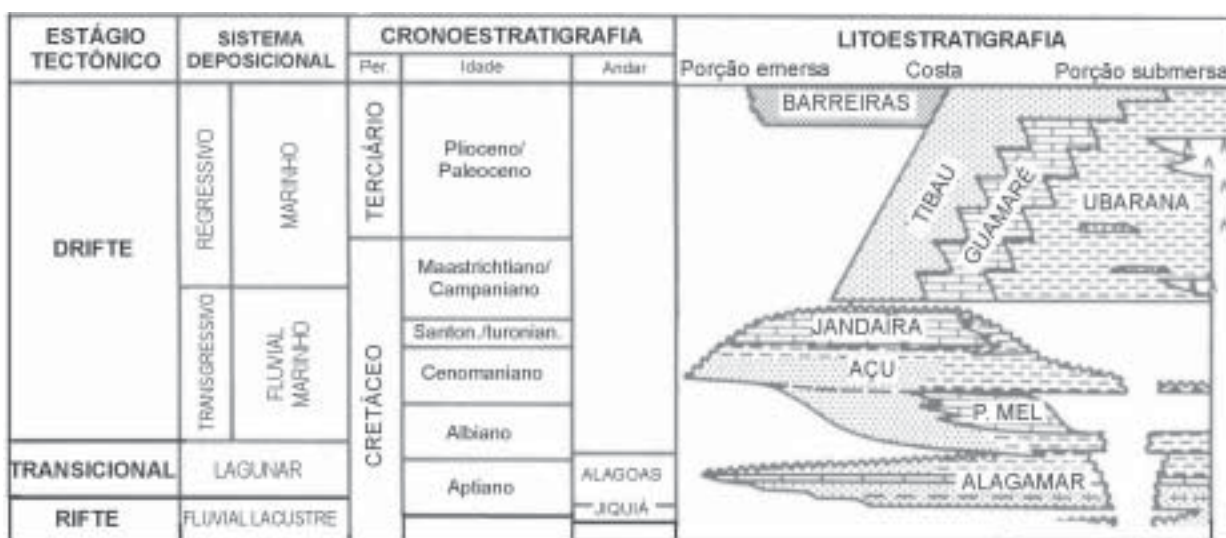 ESTÁGIO TECTÔNICO
SISTEMA DEPOSICIONAL
CRONOESTRATIGRAFIA
Per.
Idade
Andar
LITOESTRATIGRAFIA
Porção emersa
Costa
Porção submersa
DRIFTE
REGRESSIVO
MARINHO
TERCIÁRIO
Plioceno/
Paleoceno
BARREIRAS
TIBAU
GUAMARÉ
UBARANA
TRANSGRESSIVO
FLUVIAL
MARINHO
CRETÁCEO
Maastrichtiano/
Campaniano
Santon./turonian.
Cenomaniano
Albiano
JANDAÍRA
AÇU
P. MEL
TRANSICIONAL
LAGUNAR
Aptiano
ALAGOAS
ALAGAMAR
RIFTE
FLUVIAL LACUSTRE
JIQUIÁ